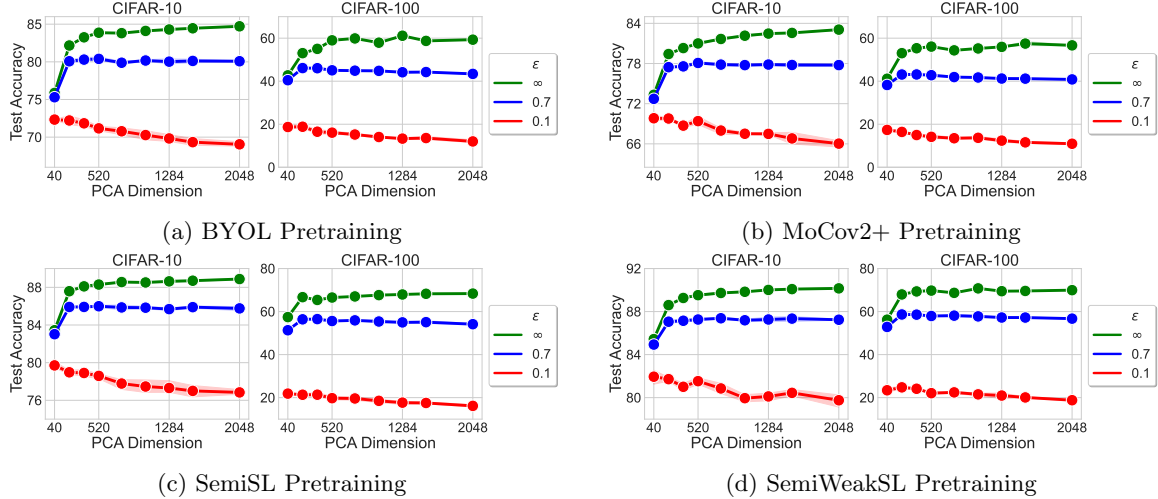 CIFAR-10 CIFAR-100
Test Accuracy
85
80
75
70
60
40
20
0
40 520 1284 2048
40 520 1284 2048
PCA Dimension PCA Dimension
ε
∞
0.7
0.1
(a) BYOL Pretraining
CIFAR-10 CIFAR-100
Test Accuracy
84
78
72
66
60
40
20
0
40 520 1284 2048
40 520 1284 2048
PCA Dimension PCA Dimension
ε
∞
0.7
0.1
(b) MoCov2+ Pretraining
CIFAR-10 CIFAR-100
Test Accuracy
88
84
80
76
80
60
40
20
40 520 1284 2048
40 520 1284 2048
PCA Dimension PCA Dimension
ε
∞
0.7
0.1
(c) SemiSL Pretraining
CIFAR-10 CIFAR-100
Test Accuracy
92
88
84
80
80
60
40
20
40 520 1284 2048
40 520 1284 2048
PCA Dimension PCA Dimension
ε
∞
0.7
0.1
(d) SemiWeakSL Pretraining